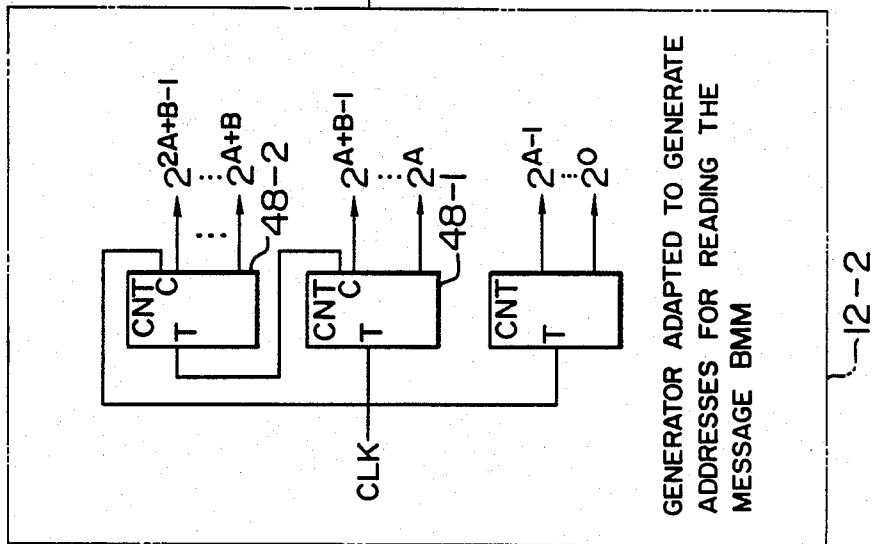 CNT
C
T
2^{2A+B-1}
...
2^{A+B}
...
48-2
CNT
C
T
2^{A+B-1}
...
2^A
48-1
CLK
CNT
T
2^{A-1}
...
2^0
GENERATOR ADAPTED TO GENERATE
ADDRESSES FOR READING THE
MESSAGE BMM
12-2